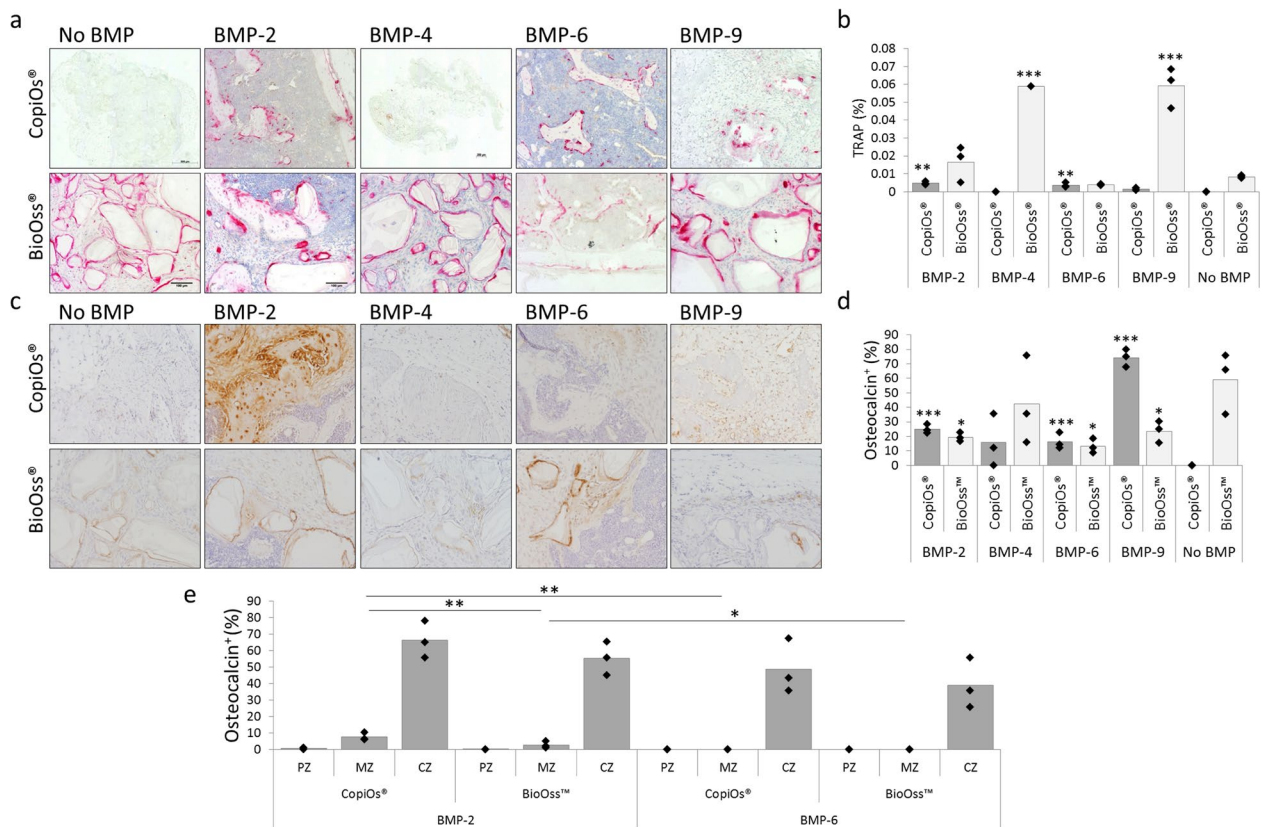 a
No BMP BMP-2 BMP-4 BMP-6 BMP-9
CopiOs®
BioOss®
100 µm
100 µm
b
TRAP (%)
0.08
0.07
0.06
0.05
0.04
0.03
0.02
0.01
0
** *** ** ***
CopiOs® BioOss® CopiOs® BioOss® CopiOs® BioOss® CopiOs® BioOss® CopiOs® BioOss®
BMP-2 BMP-4 BMP-6 BMP-9 No BMP
c
No BMP BMP-2 BMP-4 BMP-6 BMP-9
CopiOs®
BioOss®
d
Osteocalcin⁺ (%)
90
80
70
60
50
40
30
20
10
0
*** * *** * *** *
CopiOs® BioOss™ CopiOs® BioOss™ CopiOs® BioOss™ CopiOs® BioOss™ CopiOs® BioOss™
BMP-2 BMP-4 BMP-6 BMP-9 No BMP
e
Osteocalcin⁺ (%)
90
80
70
60
50
40
30
20
10
0
**
** *
PZ MZ CZ PZ MZ CZ PZ MZ CZ PZ MZ CZ
CopiOs® BioOss™ CopiOs® BioOss™
BMP-2 BMP-6